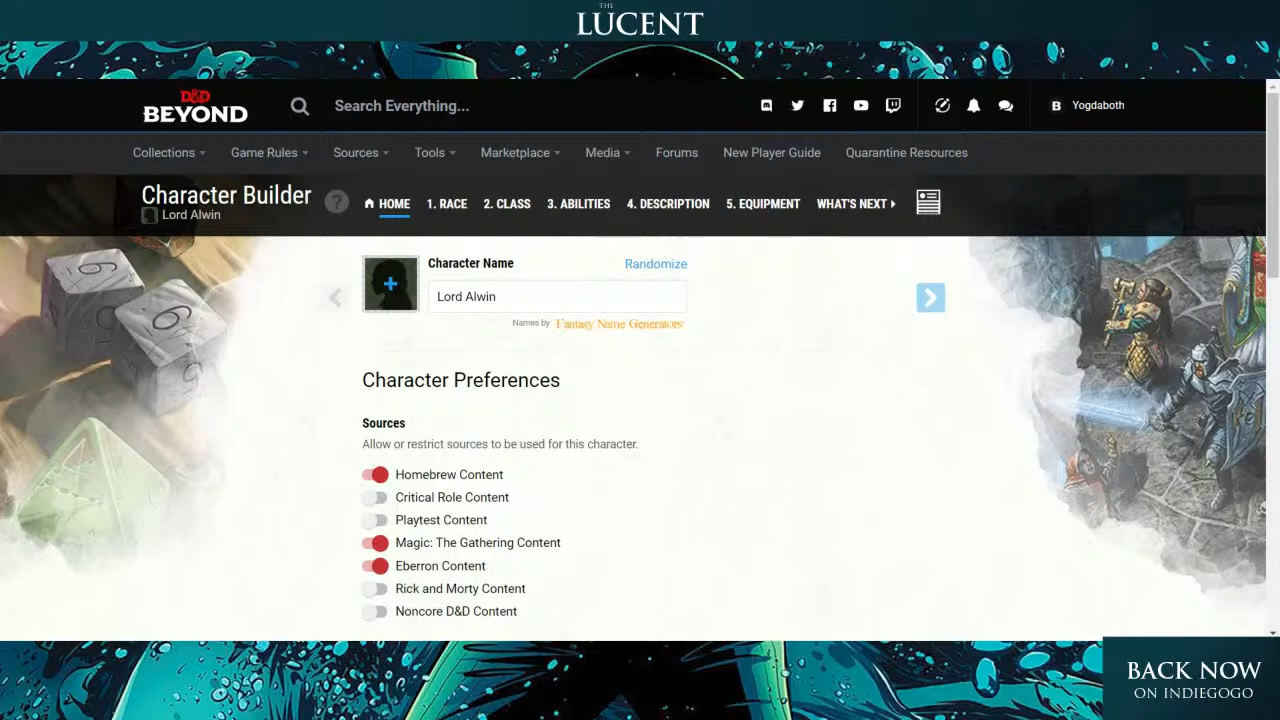 THE
LUCENT
D&D
BEYOND
Search Everything...
B Yogdaboth
Collections Game Rules Sources Tools Marketplace Media Forums New Player Guide Quarantine Resources
Character Builder
Lord Alwin
? HOME 1. RACE 2. CLASS 3. ABILITIES 4. DESCRIPTION 5. EQUIPMENT WHAT'S NEXT
Character Name Randomize
Lord Alwin
Names by Fantasy Name Generators
Character Preferences
Sources
Allow or restrict sources to be used for this character.
Homebrew Content
Critical Role Content
Playtest Content
Magic: The Gathering Content
Eberron Content
Rick and Morty Content
Noncore D&D Content
BACK NOW
ON INDIEGOGO